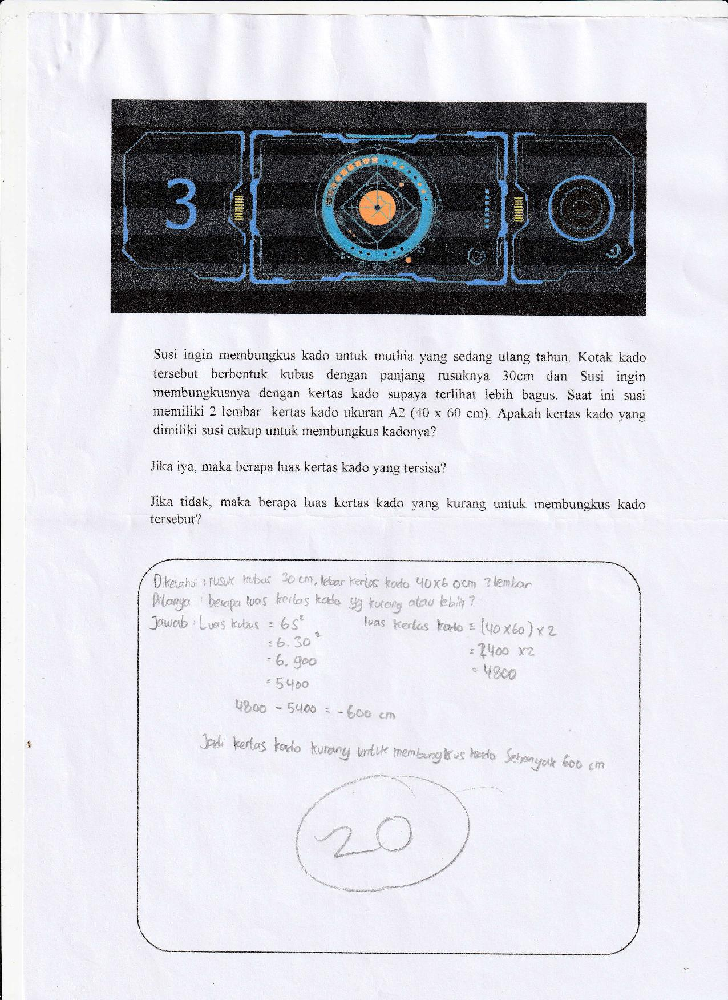 3
Susi ingin membungkus kado untuk muthia yang sedang ulang tahun. Kotak kado
tersebut berbentuk kubus dengan panjang rusuknya 30cm dan Susi ingin
membungkusnya dengan kertas kado supaya terlihat lebih bagus. Saat ini susi
memiliki 2 lembar kertas kado ukuran A2 (40 x 60 cm). Apakah kertas kado yang
dimiliki susi cukup untuk membungkus kadonya?
Jika iya, maka berapa luas kertas kado yang tersisa?
Jika tidak, maka berapa luas kertas kado yang kurang untuk membungkus kado
tersebut?
Diketahui : rusuk kubus 30 cm, lebar kertas kado 40x60cm 2 lembar
Ditanya : berapa luas kertas kado yg kurang atau lebih?
Jawab : Luas kubus = 6s² luas kertas kado = (40x60) x 2
= 6.30² = 2400 x2
= 6.900 = 4800
= 5400
4800 - 5400 = -600 cm
Jadi kertas kado kurang untuk membungkus kado Sebanyak 600 cm
20